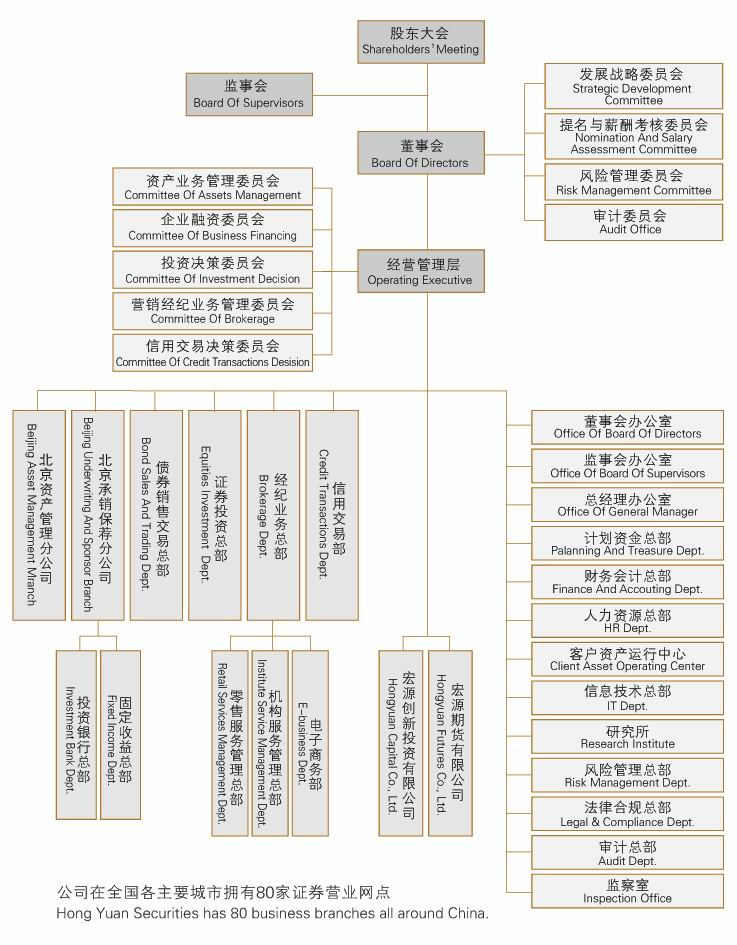 股东大会
Shareholders' Meeting
监事会
Board Of Supervisors
董事会
Board Of Directors
发展战略委员会
Strategic Development
Committee
提名与薪酬考核委员会
Nomination And Salary
Assessment Committee
风险管理委员会
Risk Management Committee
审计委员会
Audit Office
资产业务管理委员会
Committee Of Assets Management
企业融资委员会
Committee Of Business Financing
投资决策委员会
Committee Of Investment Decision
营销经纪业务管理委员会
Committee Of Brokerage
信用交易决策委员会
Committee Of Credit Transactions Desision
经营管理层
Operating Executive
北京资产管理分公司
Beijing Asset Management Mranch
北京承销保荐分公司
Beijing Underwriting And Sponsor Branch
债券销售交易总部
Bond Sales And Trading Dept.
证券投资总部
Equities Investment Dept.
经纪业务总部
Brokerage Dept.
信用交易部
Credit Transactions Dept.
投资银行总部
Investment Bank Dept.
固定收益总部
Fixed Income Dept.
零售服务管理总部
Retail Services Management Dept.
机构服务管理总部
Institute Service Management Dept.
电子商务部
E-business Dept.
宏源创新投资有限公司
Hongyuan Capital Co., Ltd.
宏源期货有限公司
Hongyuan Futures Co., Ltd.
董事会办公室
Office Of Board Of Directors
监事会办公室
Office Of Board Of Supervisors
总经理办公室
Office Of General Manager
计划资金总部
Palanning And Treasure Dept.
财务会计总部
Finance And Accouting Dept.
人力资源总部
HR Dept.
客户资产运行中心
Client Asset Operating Center
信息技术总部
IT Dept.
研究所
Research Institute
风险管理总部
Risk Management Dept.
法律合规总部
Legal & Compliance Dept.
审计总部
Audit Dept.
监察室
Inspection Office
公司在全国各主要城市拥有80家证券营业网点
Hong Yuan Securities has 80 business branches all around China.